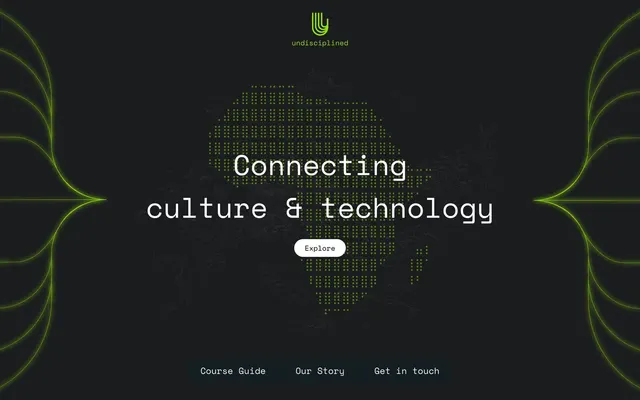 undisciplined
Connecting
culture & technology
Explore
Course Guide
Our Story
Get in touch